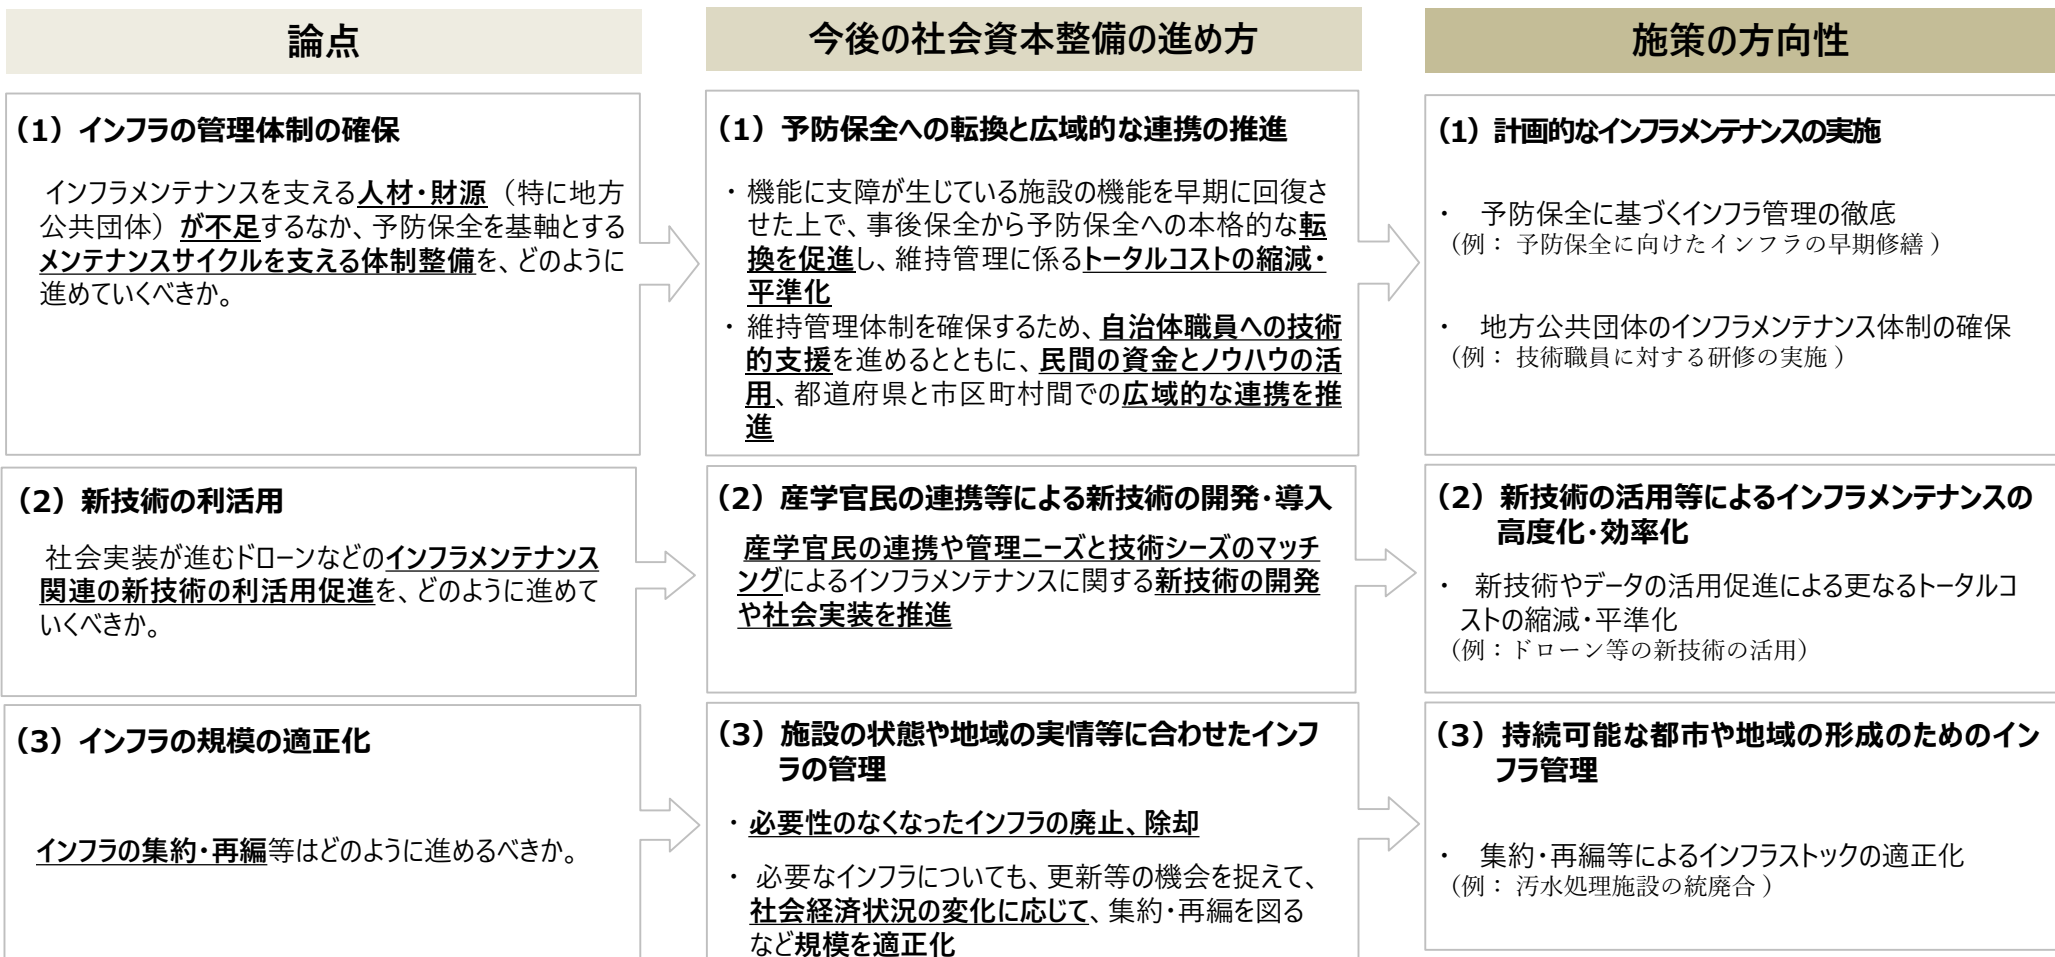 論点
今後の社会資本整備の進め方
施策の方向性
（1）インフラの管理体制の確保
インフラメンテナンスを支える人材・財源（特に地方
公共団体）が不足するなか、予防保全を基軸とする
メンテナンスサイクルを支える体制整備を、どのように
進めていくべきか。
（1）予防保全への転換と広域的な連携の推進
・機能に支障が生じている施設の機能を早期に回復さ
せた上で、事後保全から予防保全への本格的な転
換を促進し、維持管理に係るトータルコストの縮減・
平準化
・維持管理体制を確保するため、自治体職員への技術
的支援を進めるとともに、民間の資金とノウハウの活
用、都道府県と市区町村間での広域的な連携を推
進
（1）計画的なインフラメンテナンスの実施
・ 予防保全に基づくインフラ管理の徹底
（例： 予防保全に向けたインフラの早期修繕 ）
・ 地方公共団体のインフラメンテナンス体制の確保
（例： 技術職員に対する研修の実施 ）
（2）新技術の利活用
社会実装が進むドローンなどのインフラメンテナンス
関連の新技術の利活用促進を、どのように進めて
いくべきか。
（2）産学官民の連携等による新技術の開発・導入
産学官民の連携や管理ニーズと技術シーズのマッチ
ングによるインフラメンテナンスに関する新技術の開発
や社会実装を推進
（2）新技術の活用等によるインフラメンテナンスの
高度化・効率化
・ 新技術やデータの活用促進による更なるトータルコ
ストの縮減・平準化
（例：ドローン等の新技術の活用）
（3）インフラの規模の適正化
インフラの集約・再編等はどのように進めるべきか。
（3）施設の状態や地域の実情等に合わせたインフ
ラの管理
・必要性のなくなったインフラの廃止、除却
・ 必要なインフラについても、更新等の機会を捉えて、
社会経済状況の変化に応じて、集約・再編を図る
など規模を適正化
（3）持続可能な都市や地域の形成のためのイン
フラ管理
・ 集約・再編等によるインフラストックの適正化
（例： 汚水処理施設の統廃合 ）